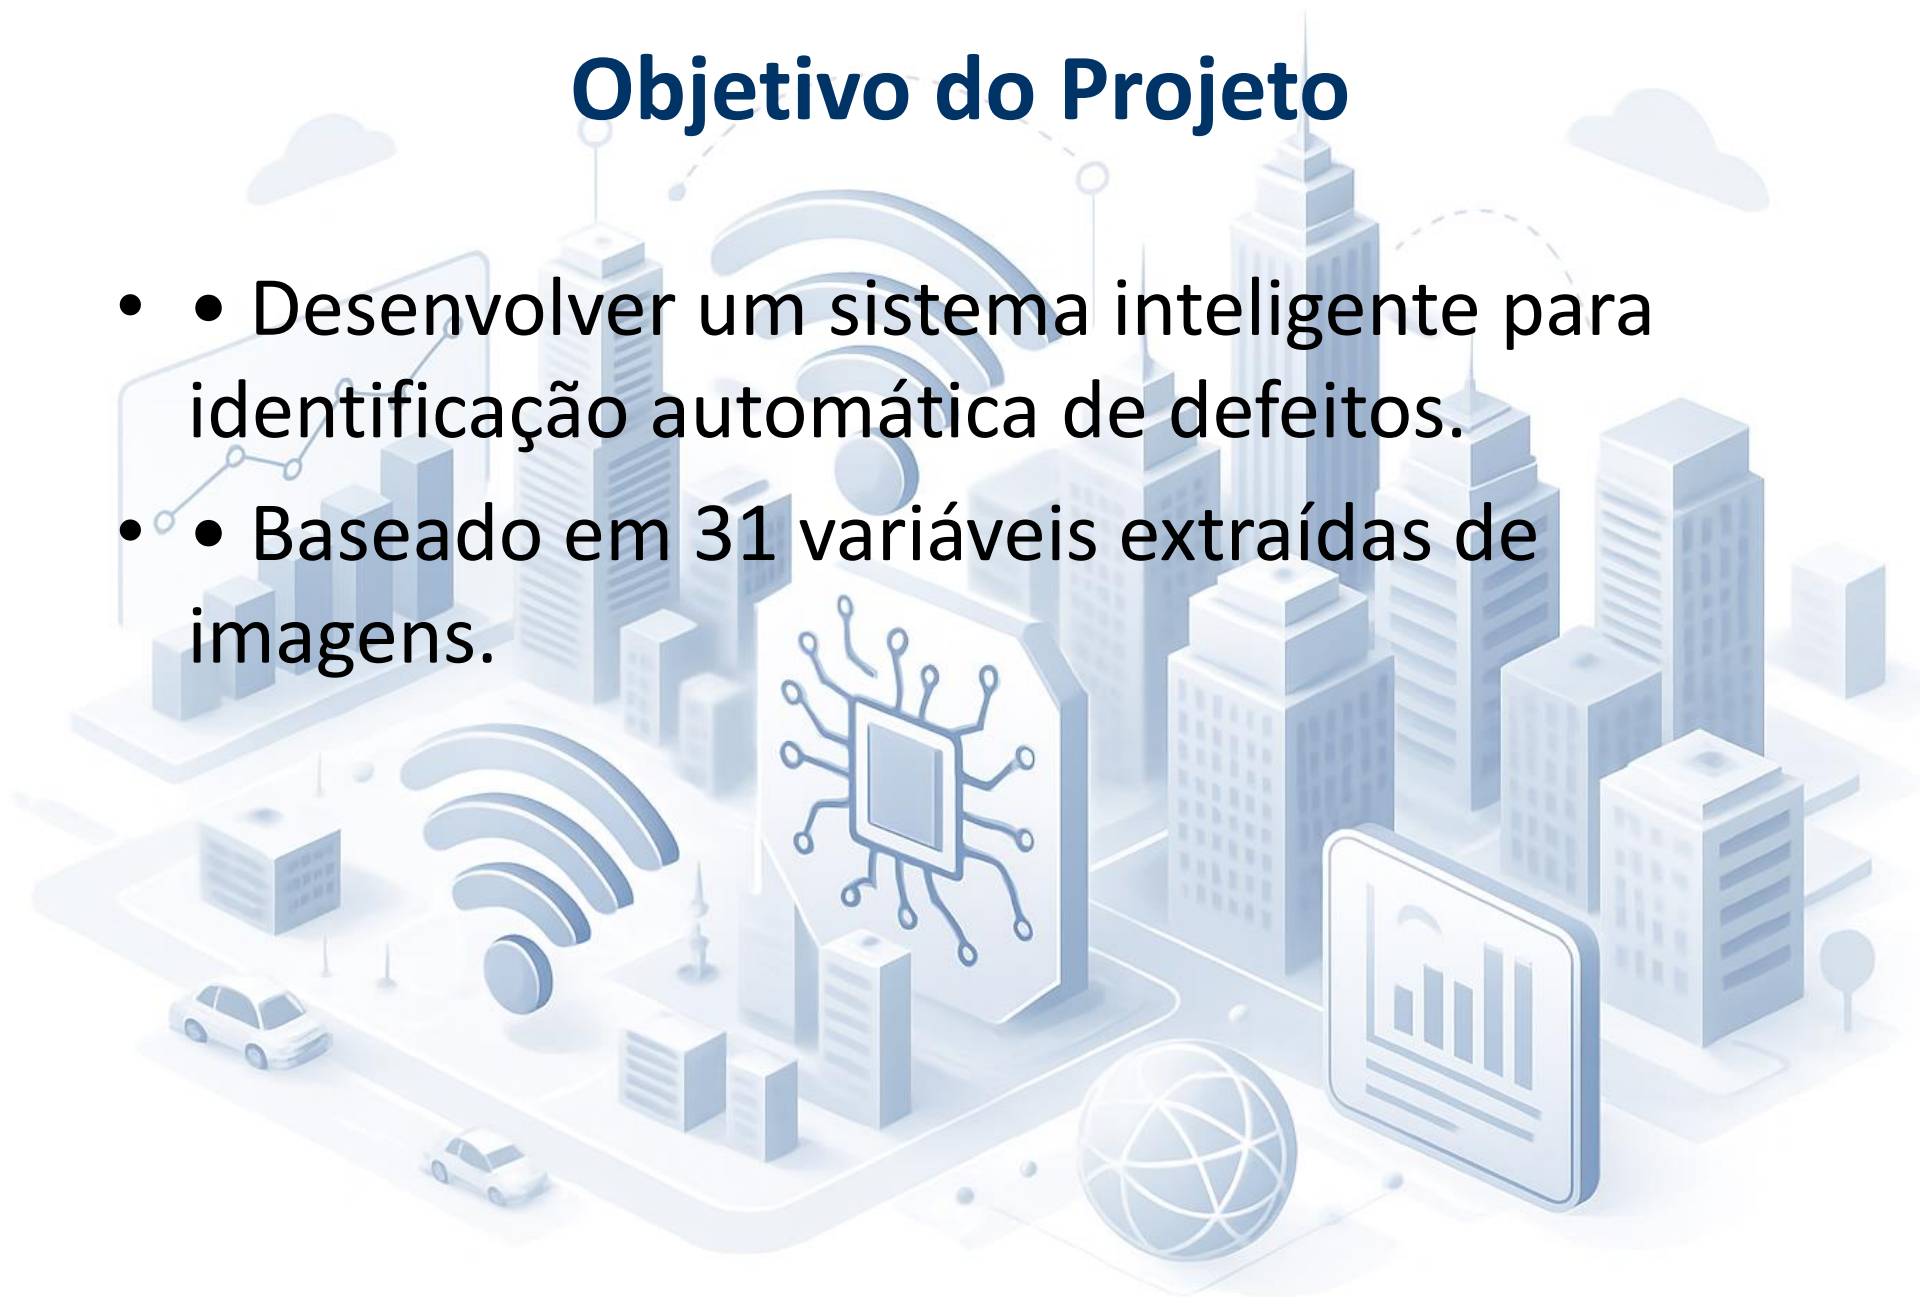 Objetivo do Projeto
• • Desenvolver um sistema inteligente para
identificação automática de defeitos.
• • Baseado em 31 variáveis extraídas de
imagens.